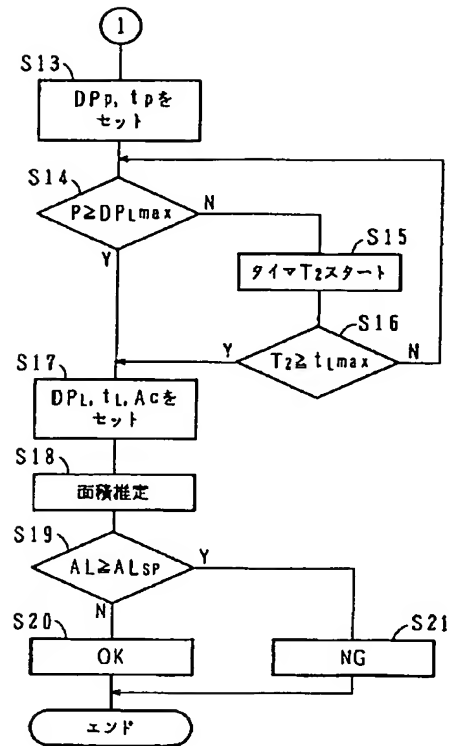 1
S13
DPp, tpを
セット
S14
P≧DPLmax
N
Y
S15
タイマT2スタート
S16
T2≧tLmax
Y
N
S17
DPL, tL, Acを
セット
S18
面積推定
S19
AL≧ALSP
Y
N
S20
OK
S21
NG
エンド